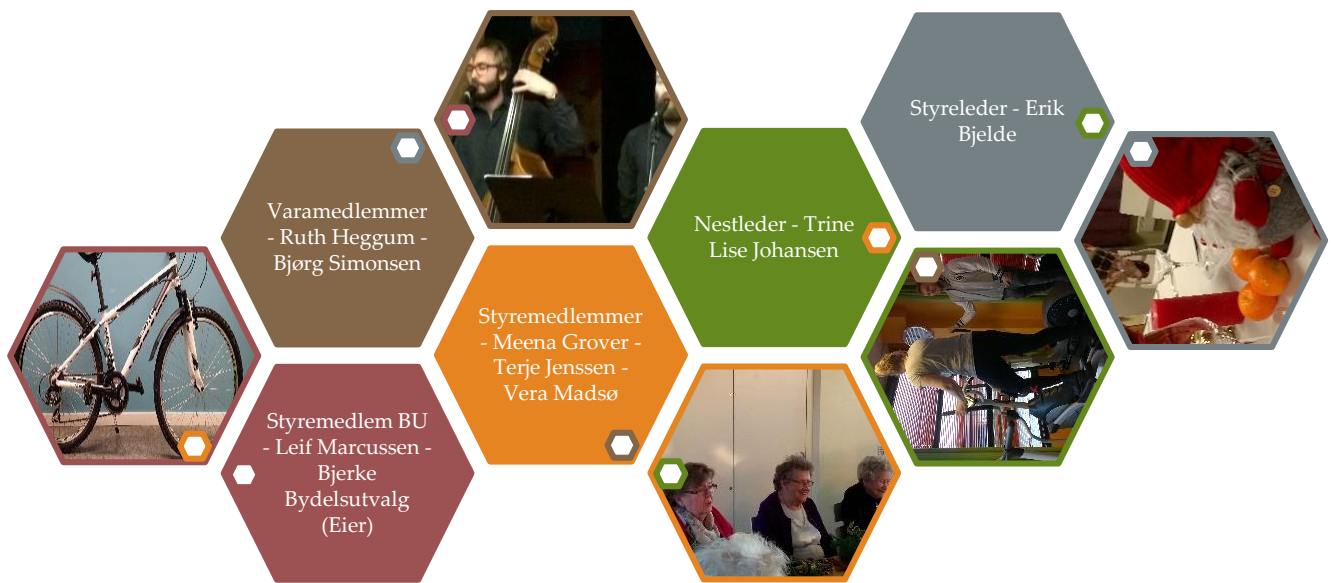 Styreleder - Erik
Bjelde
Nestleder - Trine
Lise Johansen
Styremedlemmer
- Meena Grover -
Terje Jenssen -
Vera Madsø
Varamedlemmer
- Ruth Heggum -
Bjørg Simonsen
Styremedlem BU
- Leif Marcussen -
Bjerke
Bydelsutvalg
(Eier)